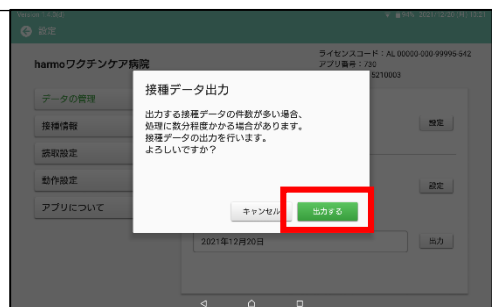 設定
harmoワクチンケア病院
ライセンスコード：AL 00000-000-99995-542
アプリ番号：730
5210003
データの管理
接種情報
設定
読取設定
動作設定
設定
アプリについて
接種データ出力
出力する接種データの件数が多い場合、
処理に数分程度かかる場合があります。
接種データの出力を行います。
よろしいですか？
キャンセル
出力する
2021年12月20日
出力